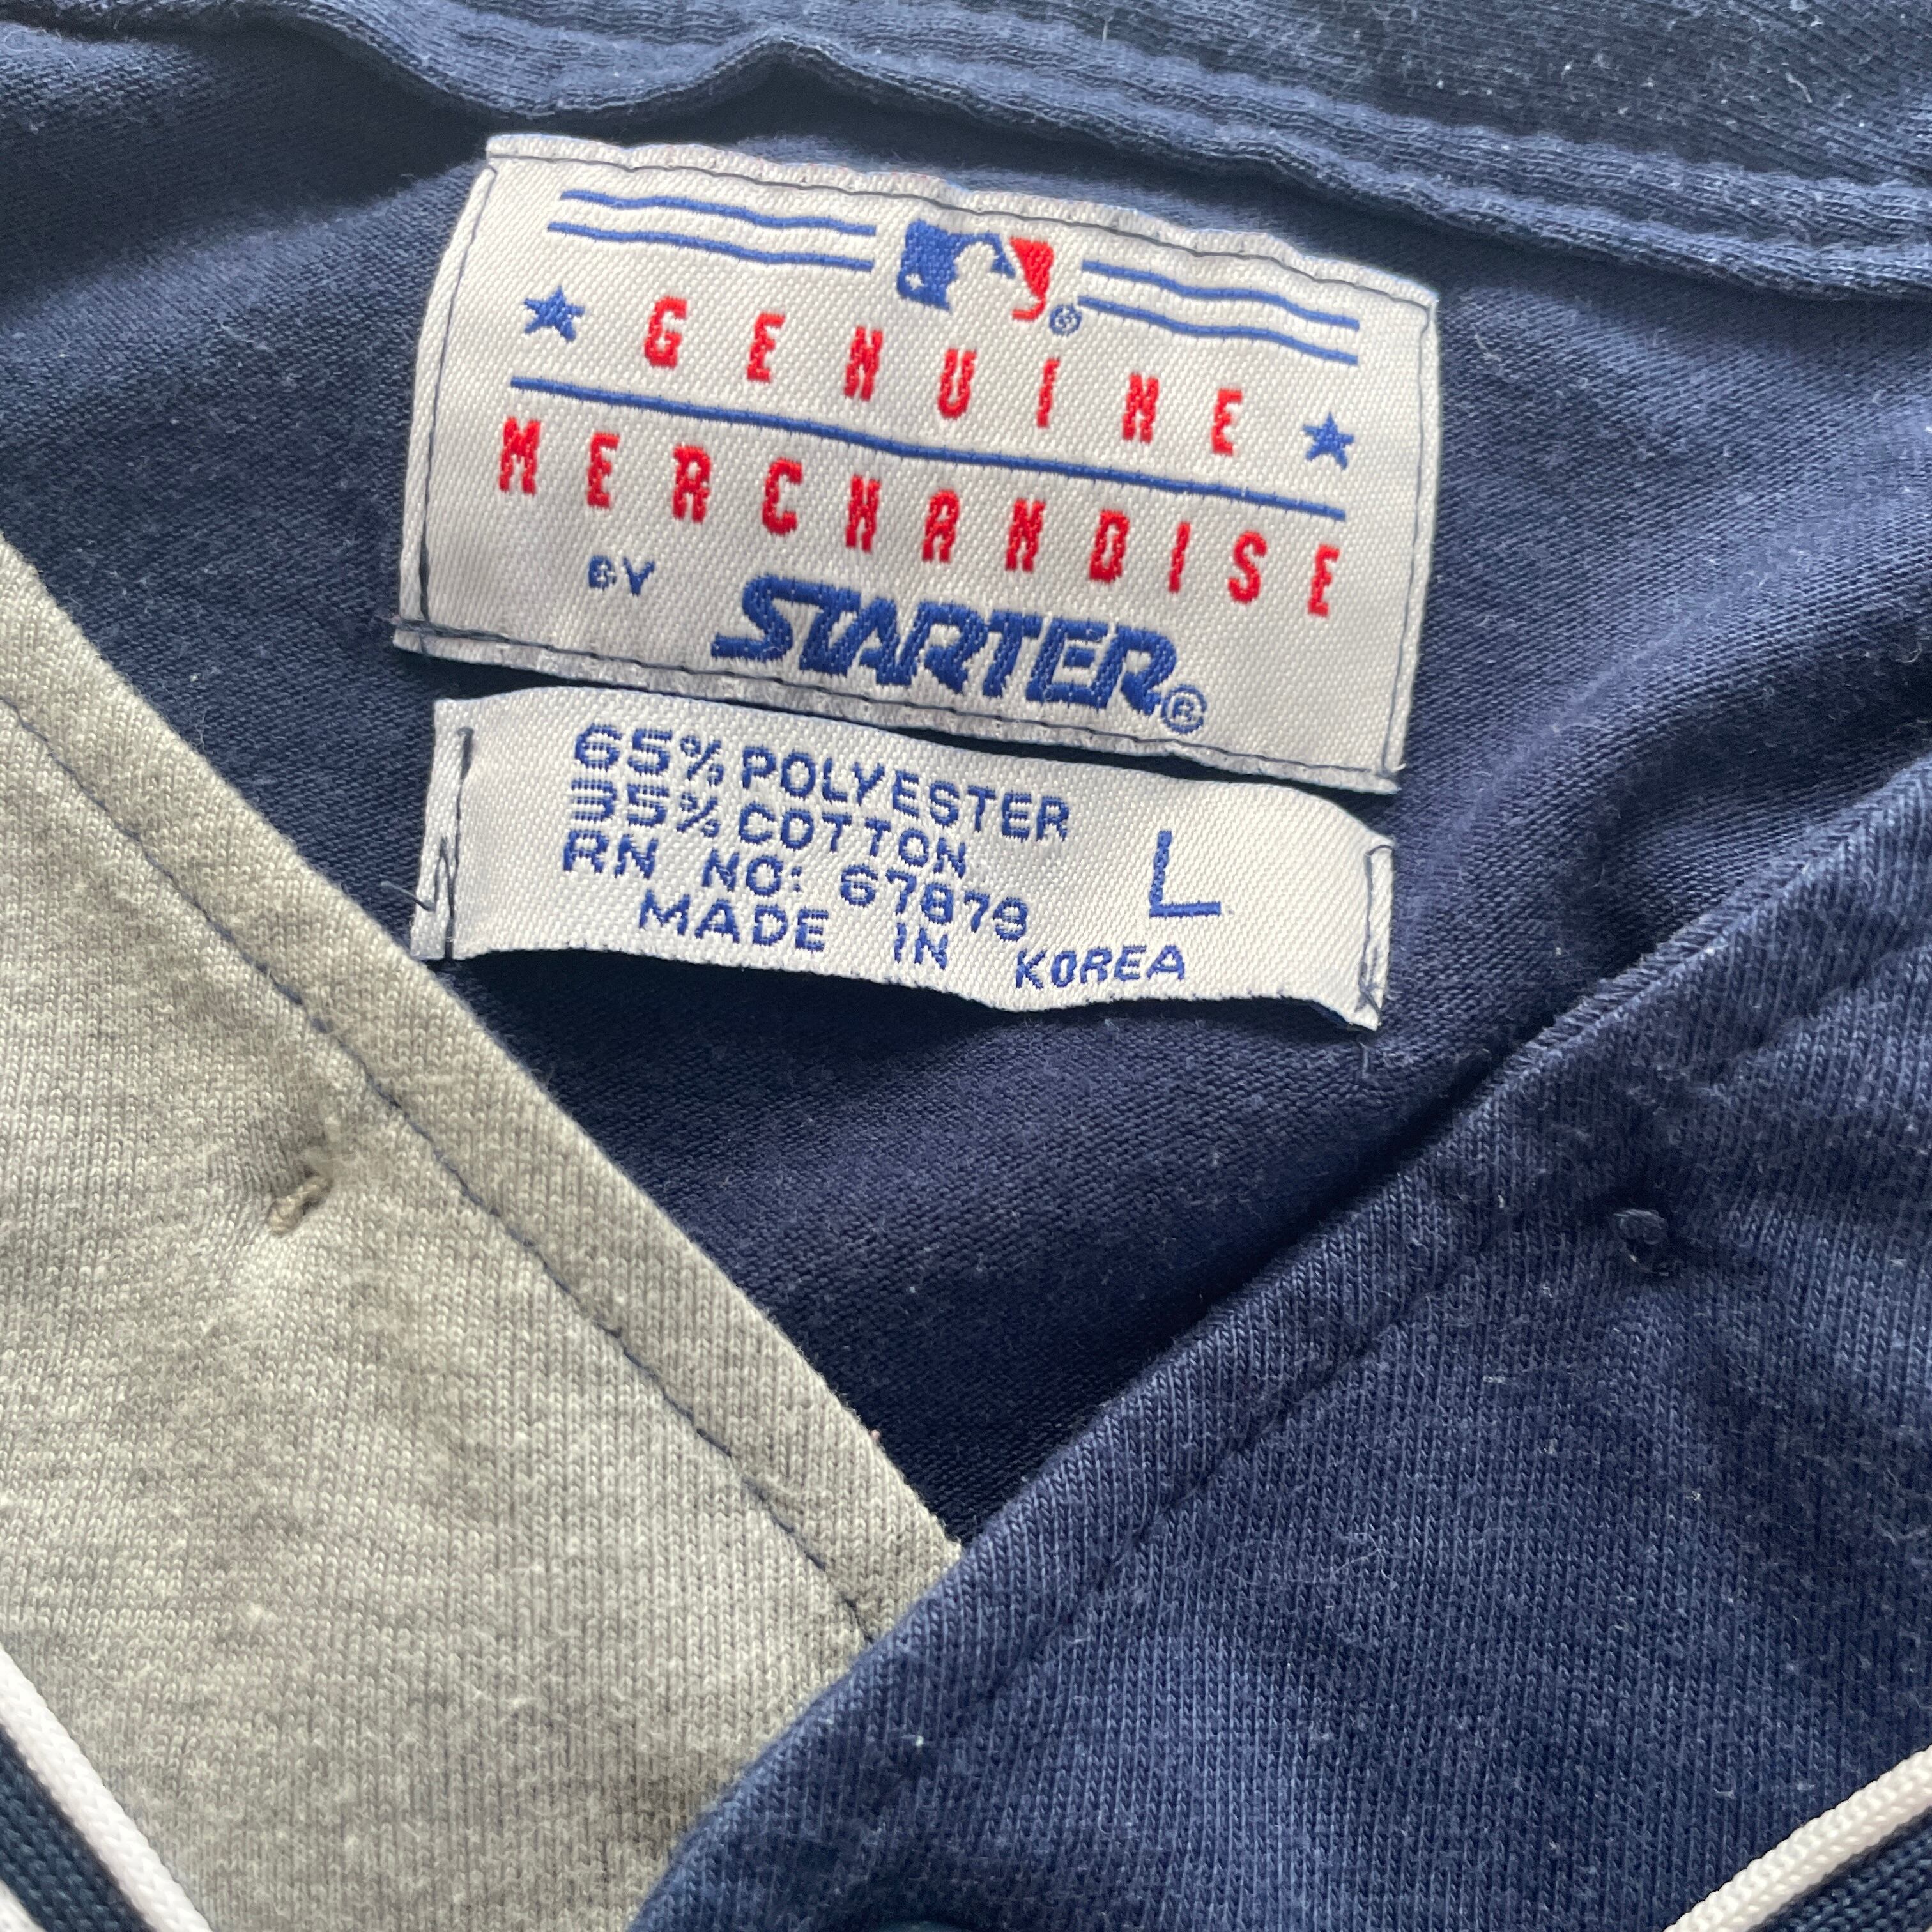 GENUINE
MERCHANDISE
BY STARTER®
65% POLYESTER
35% COTTON
RN NO: 67879
MADE IN KOREA
L